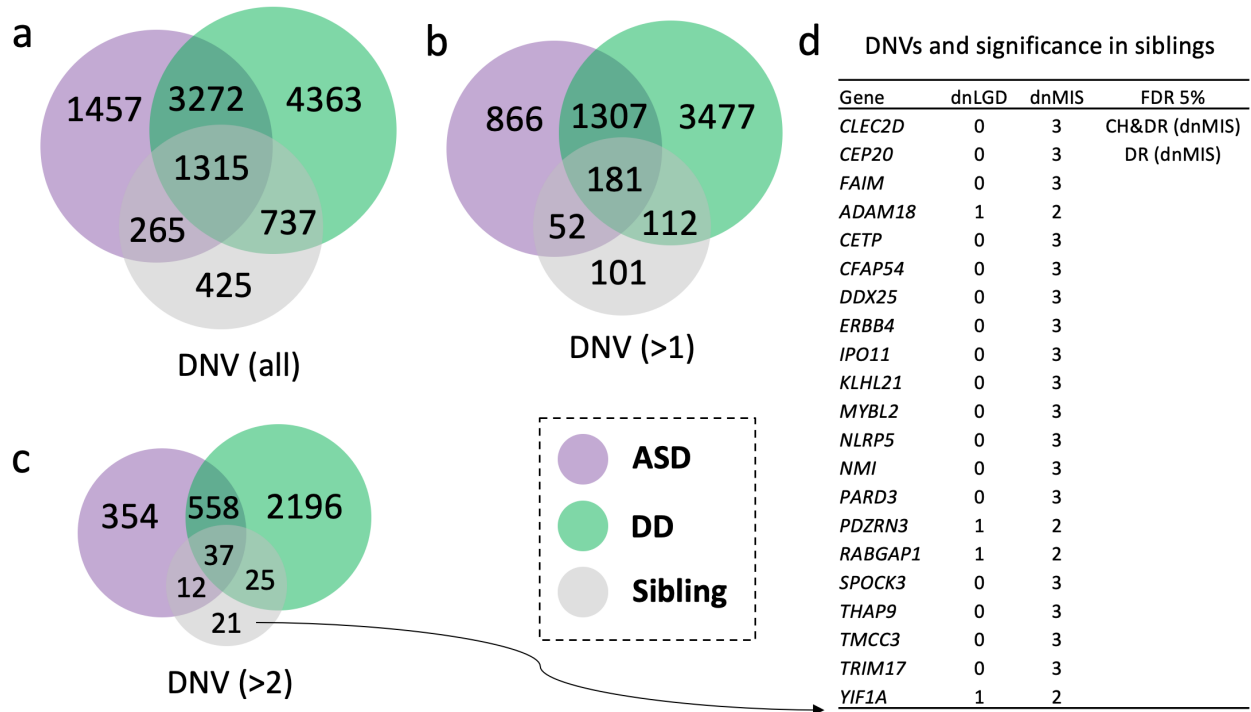 a
1457 3272 4363
1315
265 737
425
DNV (all)
b
866 1307 3477
181
52 112
101
DNV (>1)
c
354 558 2196
37
12 25
21
DNV (>2)
ASD
DD
Sibling
d
DNVs and significance in siblings
Gene dnLGD dnMIS FDR 5%
CLEC2D 0 3 CH&DR (dnMIS)
CEP20 0 3 DR (dnMIS)
FAIM 0 3
ADAM18 1 2
CETP 0 3
CFAP54 0 3
DDX25 0 3
ERBB4 0 3
IPO11 0 3
KLHL21 0 3
MYBL2 0 3
NLRP5 0 3
NMI 0 3
PARD3 0 3
PDZRN3 1 2
RABGAP1 1 2
SPOCK3 0 3
THAP9 0 3
TMCC3 0 3
TRIM17 0 3
YIF1A 1 2